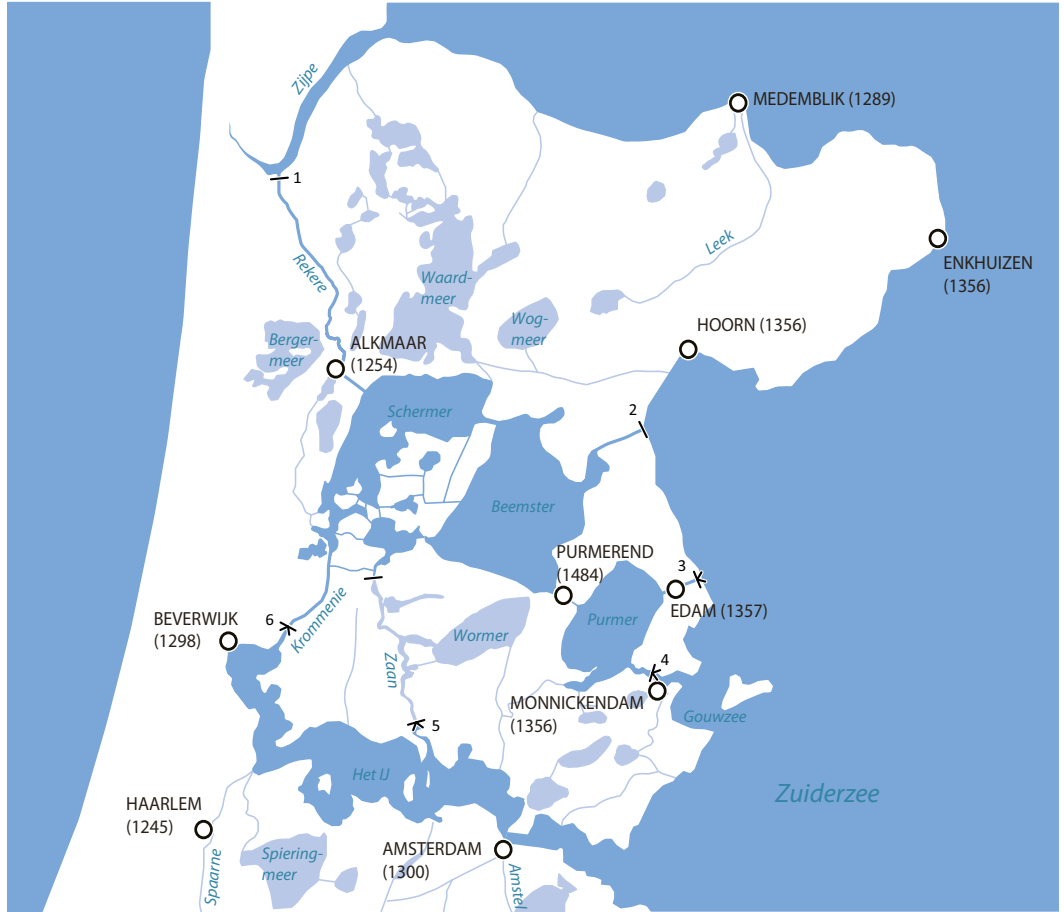 Zijpe
MEDEMBLIK (1289)
1
Leek
ENKHUIZEN
(1356)
Rekere
Waard-
meer
Wog-
meer
HOORN (1356)
Berger-
meer
ALKMAAR
(1254)
Schermer
2
Beemster
PURMEREND
(1484)
3
EDAM (1357)
Purmer
BEVERWIJK
(1298)
6
Krommenie
Wormer
Zaan
4
MONNICKENDAM
(1356)
Gouwzee
5
Het IJ
Zuiderzee
HAARLEM
(1245)
Spaarne
Spiering-
meer
AMSTERDAM
(1300)
Amstel